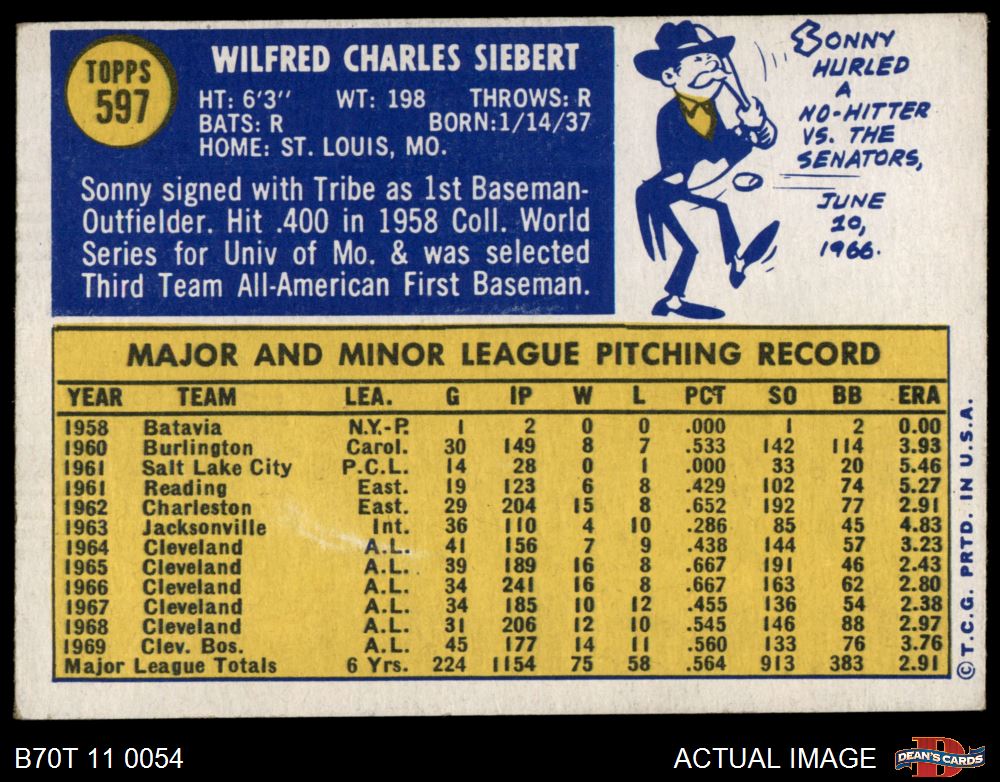 TOPPS
597
WILFRED CHARLES SIEBERT
HT: 6'3'' WT: 198 THROWS: R
BATS: R BORN:1/14/37
HOME: ST. LOUIS, MO.
Sonny signed with Tribe as 1st Baseman-
Outfielder. Hit .400 in 1958 Coll. World
Series for Univ of Mo. & was selected
Third Team All-American First Baseman.
SONNY
HURLED
A
NO-HITTER
VS. THE
SENATORS,
JUNE
10,
1966.
MAJOR AND MINOR LEAGUE PITCHING RECORD
YEAR TEAM LEA. G IP W L PCT SO BB ERA
1958 Batavia N.Y.-P. 1 2 0 0 .000 1 2 0.00
1960 Burlington Carol. 30 149 8 7 .533 142 114 3.93
1961 Salt Lake City P.C.L. 14 28 0 1 .000 33 20 5.46
1961 Reading East. 19 123 6 8 .429 102 74 5.27
1962 Charleston East. 29 204 15 8 .652 192 77 2.91
1963 Jacksonville Int. 36 110 4 10 .286 85 45 4.83
1964 Cleveland A.L. 41 156 7 9 .438 144 57 3.23
1965 Cleveland A.L. 39 189 16 8 .667 191 46 2.43
1966 Cleveland A.L. 34 241 16 8 .667 163 62 2.80
1967 Cleveland A.L. 34 185 10 12 .455 136 54 2.38
1968 Cleveland A.L. 31 206 12 10 .545 146 88 2.97
1969 Clev. Bos. A.L. 45 177 14 11 .560 133 76 3.76
Major League Totals 6 Yrs. 224 1154 75 58 .564 913 383 2.91
© T.C.G. PRTD. IN U.S.A.
B70T 11 0054 ACTUAL IMAGE
D
DEAN'S CARDS